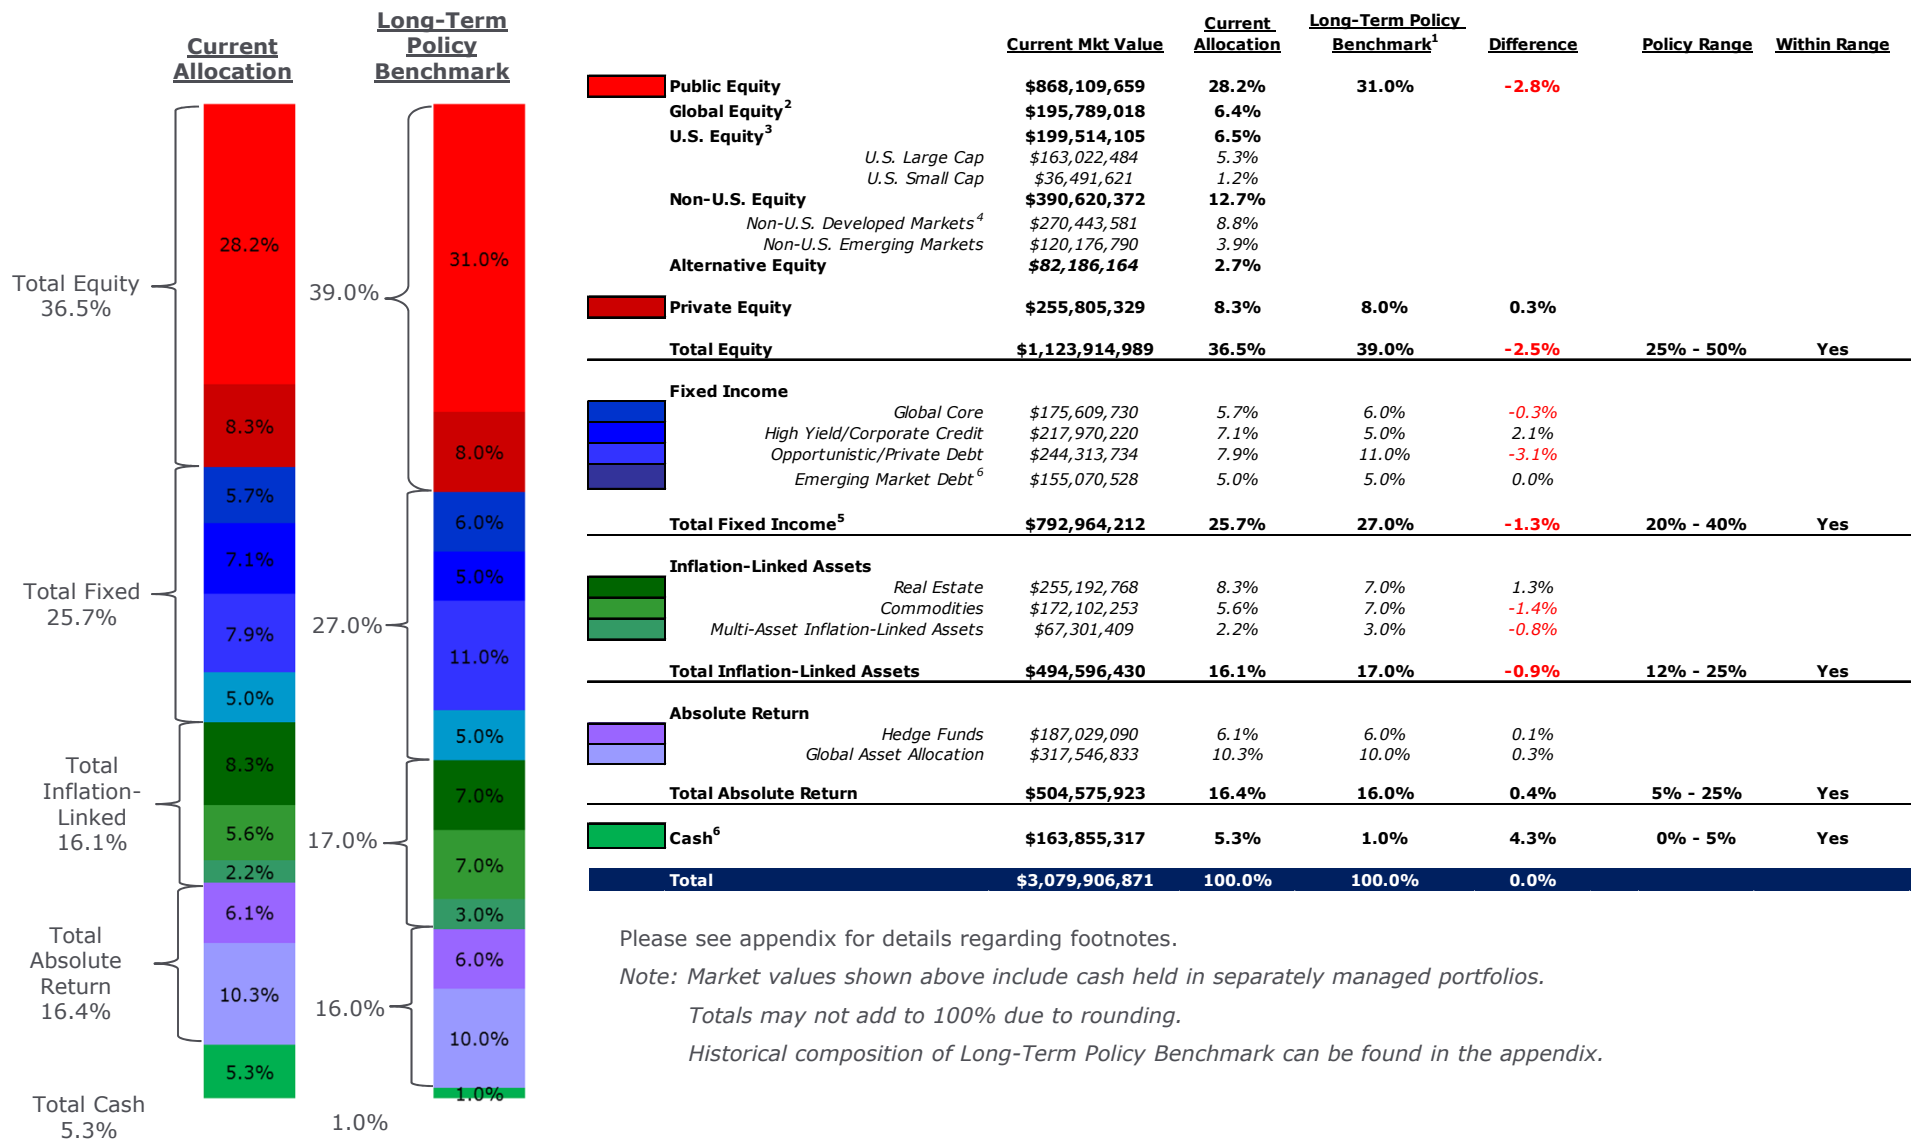 Current
Allocation
Long-Term
Policy
Benchmark
Total Equity
36.5%
Total Fixed
25.7%
Total
Inflation-
Linked
16.1%
Total
Absolute
Return
16.4%
Total Cash
5.3%
28.2%
8.3%
5.7%
7.1%
7.9%
5.0%
8.3%
5.6%
2.2%
6.1%
10.3%
5.3%
39.0%
27.0%
17.0%
16.0%
1.0%
31.0%
8.0%
6.0%
5.0%
11.0%
5.0%
7.0%
7.0%
3.0%
6.0%
10.0%
1.0%
Current Long-Term Policy
Current Mkt Value Allocation Benchmark1 Difference Policy Range Within Range
Public Equity $868,109,659 28.2% 31.0% -2.8%
Global Equity2 $195,789,018 6.4%
U.S. Equity3 $199,514,105 6.5%
U.S. Large Cap $163,022,484 5.3%
U.S. Small Cap $36,491,621 1.2%
Non-U.S. Equity $390,620,372 12.7%
Non-U.S. Developed Markets4 $270,443,581 8.8%
Non-U.S. Emerging Markets $120,176,790 3.9%
Alternative Equity $82,186,164 2.7%
Private Equity $255,805,329 8.3% 8.0% 0.3%
Total Equity $1,123,914,989 36.5% 39.0% -2.5% 25% - 50% Yes
Fixed Income
Global Core $175,609,730 5.7% 6.0% -0.3%
High Yield/Corporate Credit $217,970,220 7.1% 5.0% 2.1%
Opportunistic/Private Debt $244,313,734 7.9% 11.0% -3.1%
Emerging Market Debt6 $155,070,528 5.0% 5.0% 0.0%
Total Fixed Income5 $792,964,212 25.7% 27.0% -1.3% 20% - 40% Yes
Inflation-Linked Assets
Real Estate $255,192,768 8.3% 7.0% 1.3%
Commodities $172,102,253 5.6% 7.0% -1.4%
Multi-Asset Inflation-Linked Assets $67,301,409 2.2% 3.0% -0.8%
Total Inflation-Linked Assets $494,596,430 16.1% 17.0% -0.9% 12% - 25% Yes
Absolute Return
Hedge Funds $187,029,090 6.1% 6.0% 0.1%
Global Asset Allocation $317,546,833 10.3% 10.0% 0.3%
Total Absolute Return $504,575,923 16.4% 16.0% 0.4% 5% - 25% Yes
Cash6 $163,855,317 5.3% 1.0% 4.3% 0% - 5% Yes
Total $3,079,906,871 100.0% 100.0% 0.0%
Please see appendix for details regarding footnotes.
Note: Market values shown above include cash held in separately managed portfolios.
Totals may not add to 100% due to rounding.
Historical composition of Long-Term Policy Benchmark can be found in the appendix.